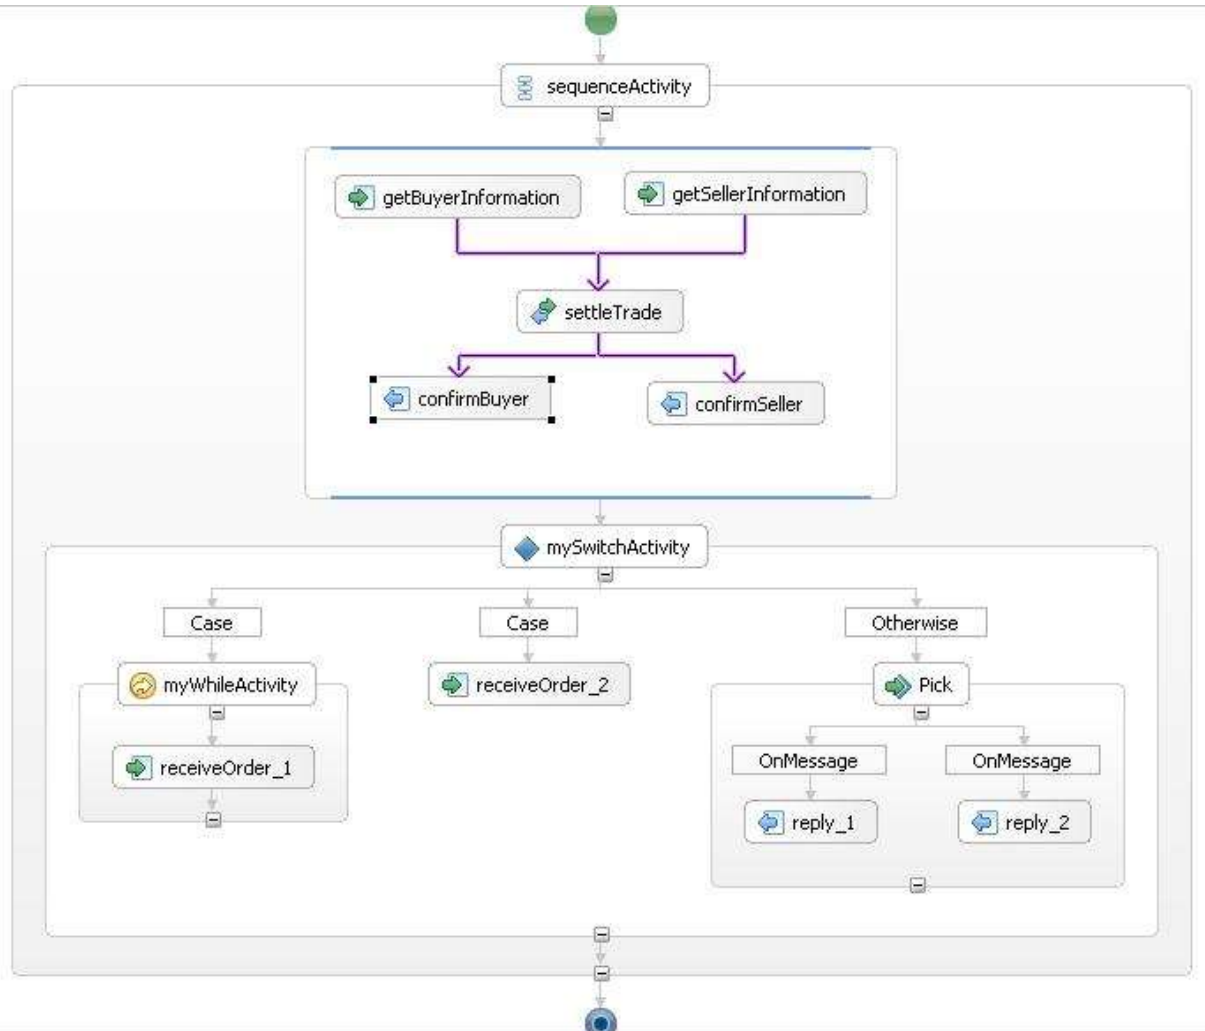 sequenceActivity
getBuyerInformation
getSellerInformation
settleTrade
confirmBuyer
confirmSeller
mySwitchActivity
Case
Case
Otherwise
myWhileActivity
receiveOrder_2
Pick
receiveOrder_1
OnMessage
OnMessage
reply_1
reply_2